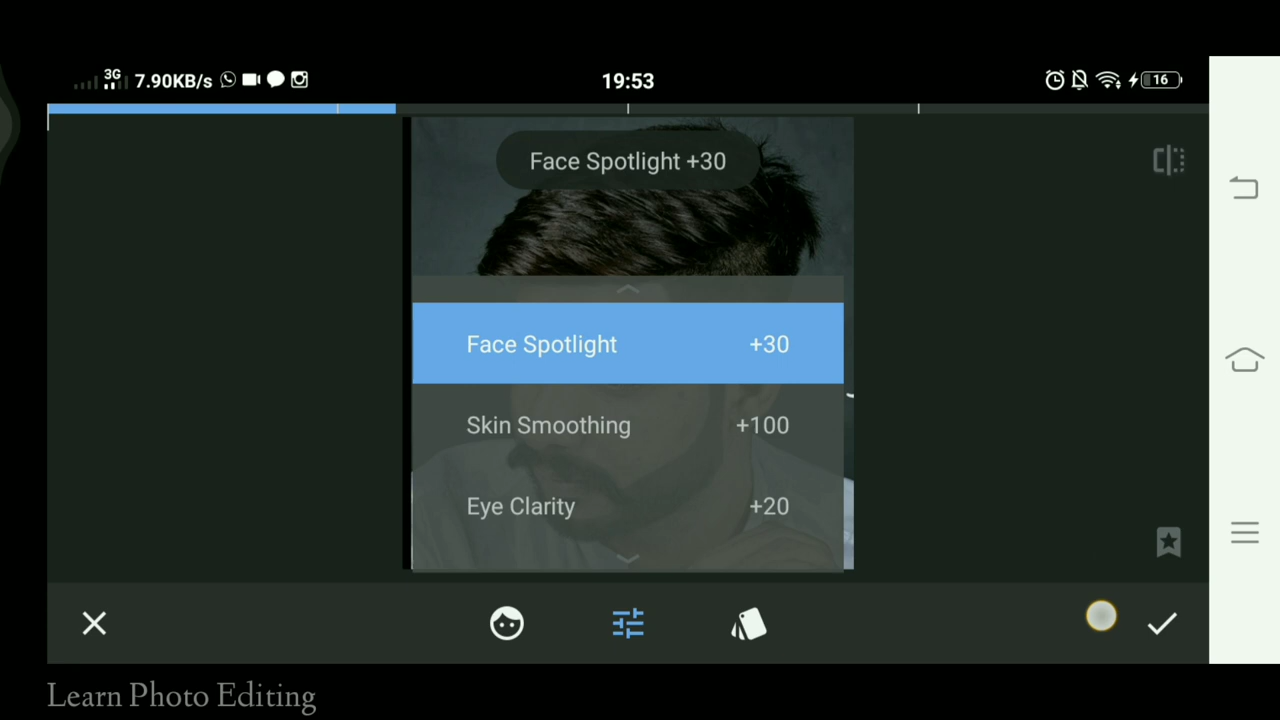 3G 7.90KB/s 19:53 16
Face Spotlight +30
Face Spotlight +30
Skin Smoothing +100
Eye Clarity +20
Learn Photo Editing